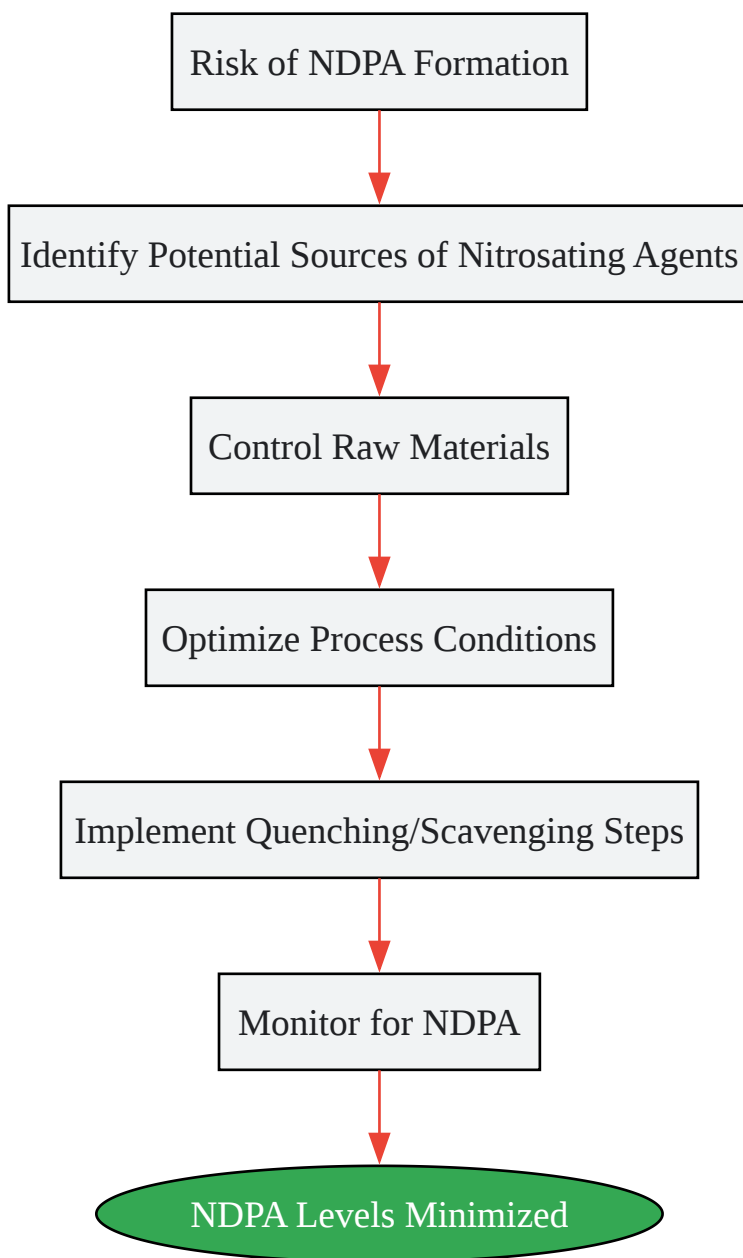 Risk of NDPA Formation
Identify Potential Sources of Nitrosating Agents
Control Raw Materials
Optimize Process Conditions
Implement Quenching/Scavenging Steps
Monitor for NDPA
NDPA Levels Minimized